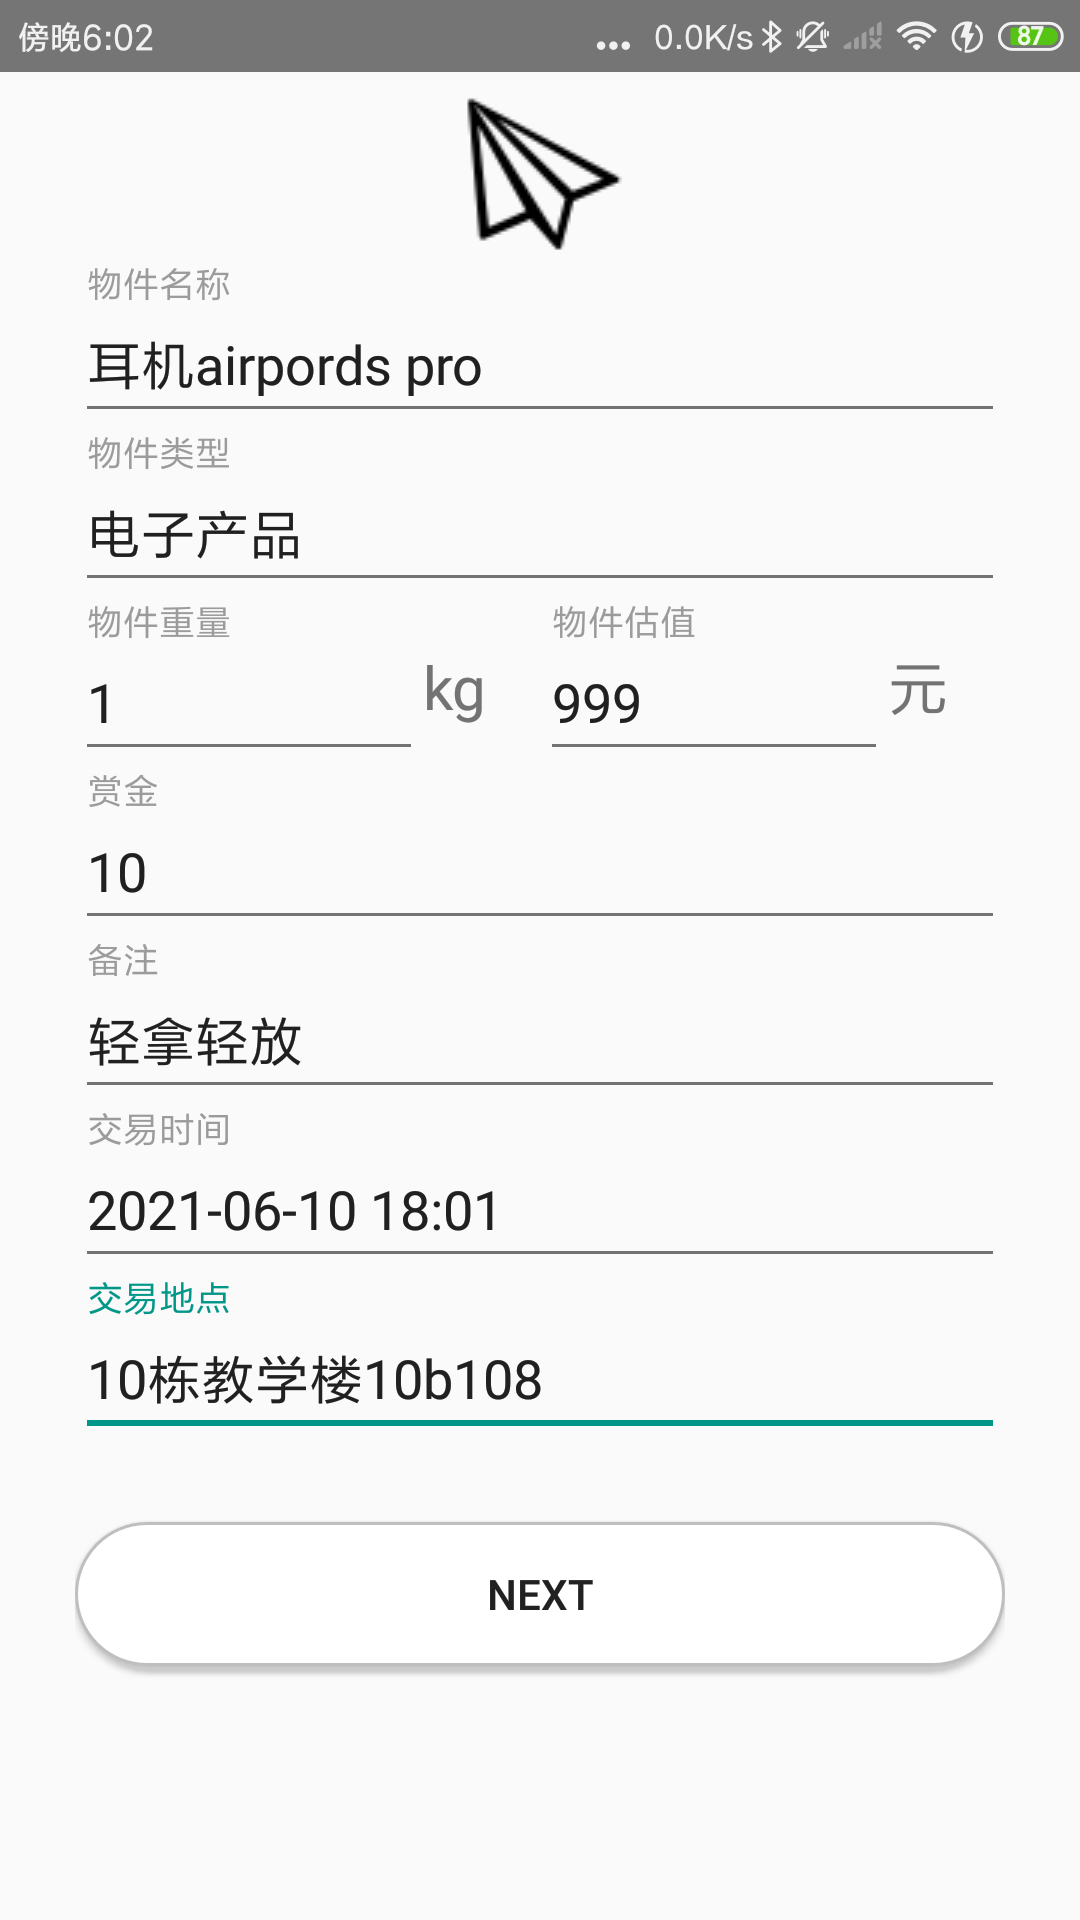 傍晚6:02
... 0.0K/s 87
物件名称
耳机airpords pro
物件类型
电子产品
物件重量 物件估值
1 kg 999 元
赏金
10
备注
轻拿轻放
交易时间
2021-06-10 18:01
交易地点
10栋教学楼10b108
NEXT